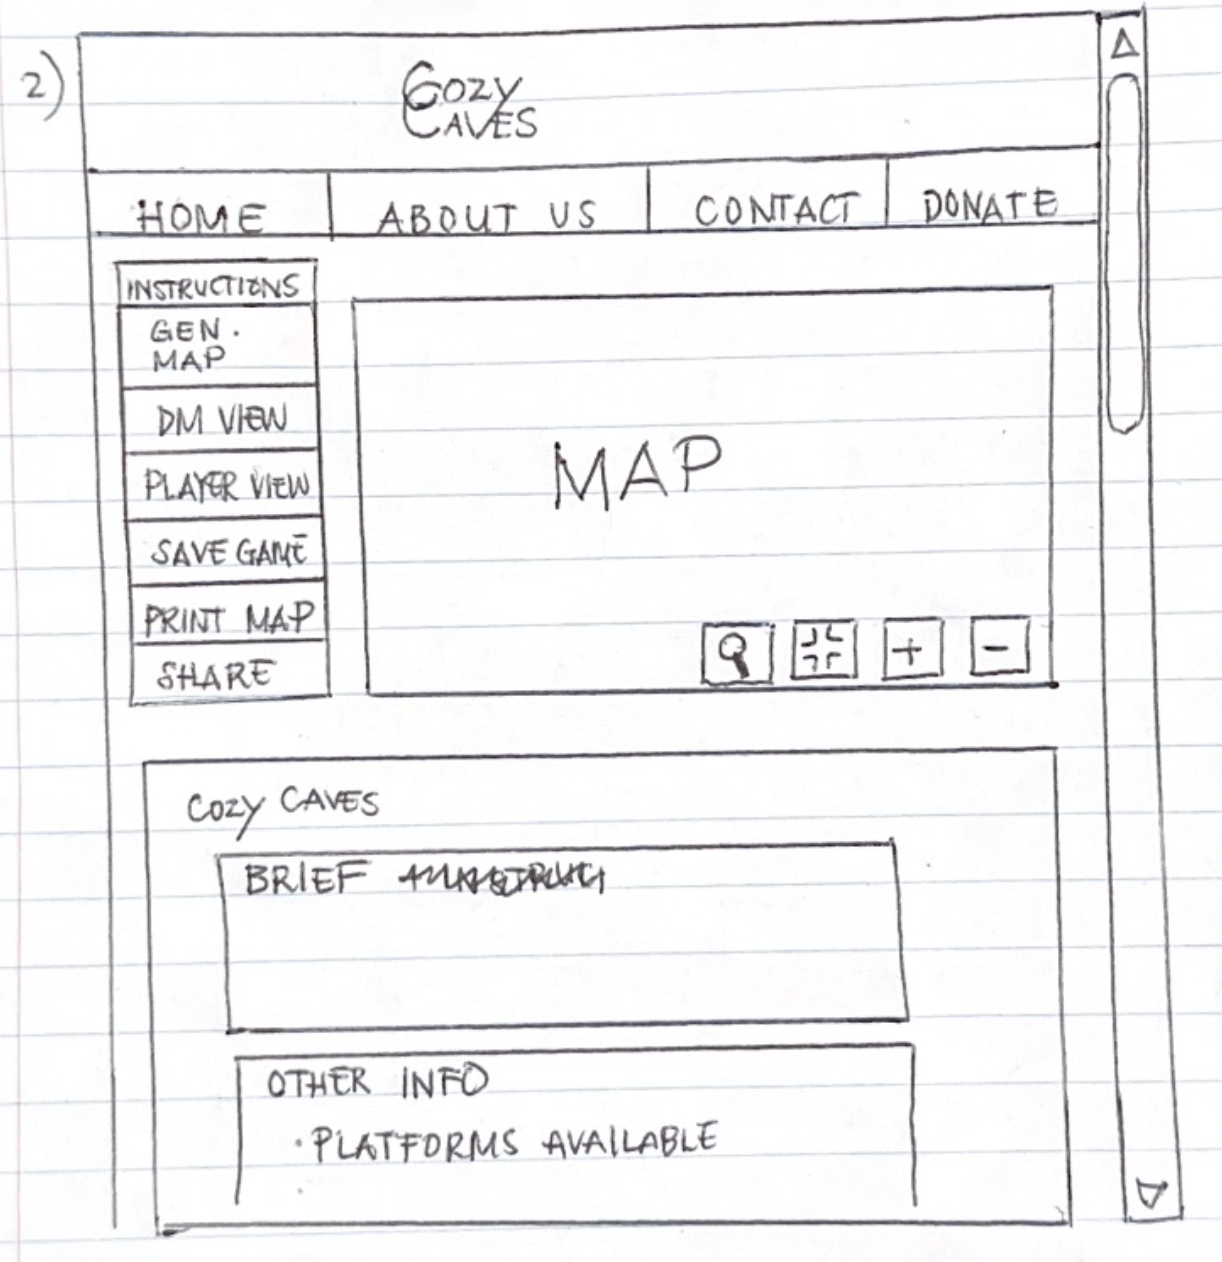 2)
COZY
CAVES
HOME ABOUT US CONTACT DONATE
INSTRUCTIONS
GEN.
MAP
DM VIEW
PLAYER VIEW
SAVE GAME
PRINT MAP
SHARE
MAP
+ -
COZY CAVES
BRIEF
OTHER INFO
· PLATFORMS AVAILABLE
·